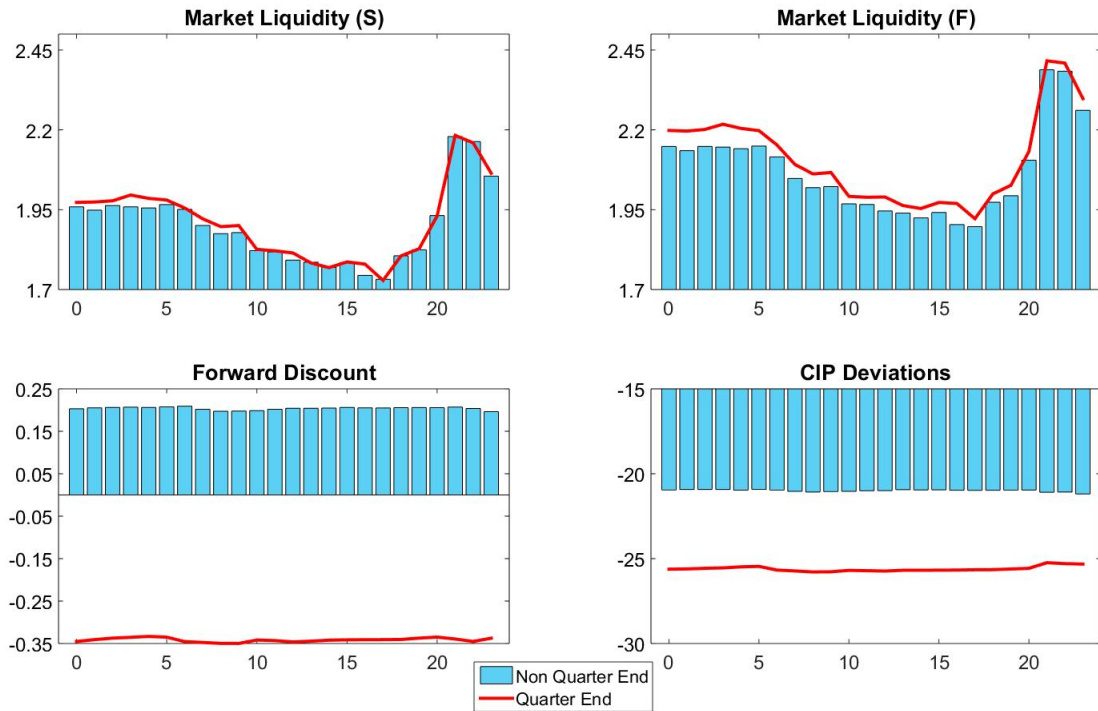 Market Liquidity (S)
2.45
2.2
1.95
1.7
0 5 10 15 20
Market Liquidity (F)
2.45
2.2
1.95
1.7
0 5 10 15 20
Forward Discount
0.25
0.15
0.05
-0.05
-0.15
-0.25
-0.35
0 5 10 15 20
CIP Deviations
-15
-20
-25
-30
0 5 10 15 20
Non Quarter End
Quarter End